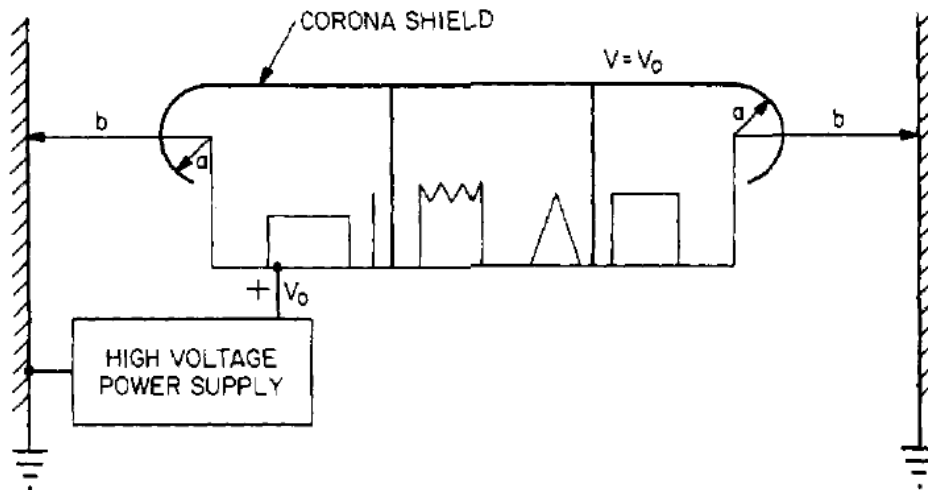 CORONA SHIELD
V = V₀
b
a
a
b
+ V₀
HIGH VOLTAGE
POWER SUPPLY